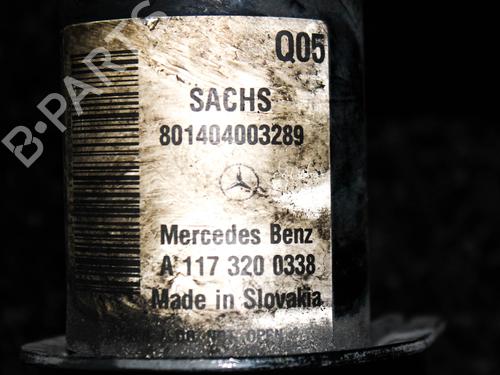 Q05
SACHS
801404003289
Mercedes Benz
A 117 320 0338
Made in Slovakia
B-PARTS